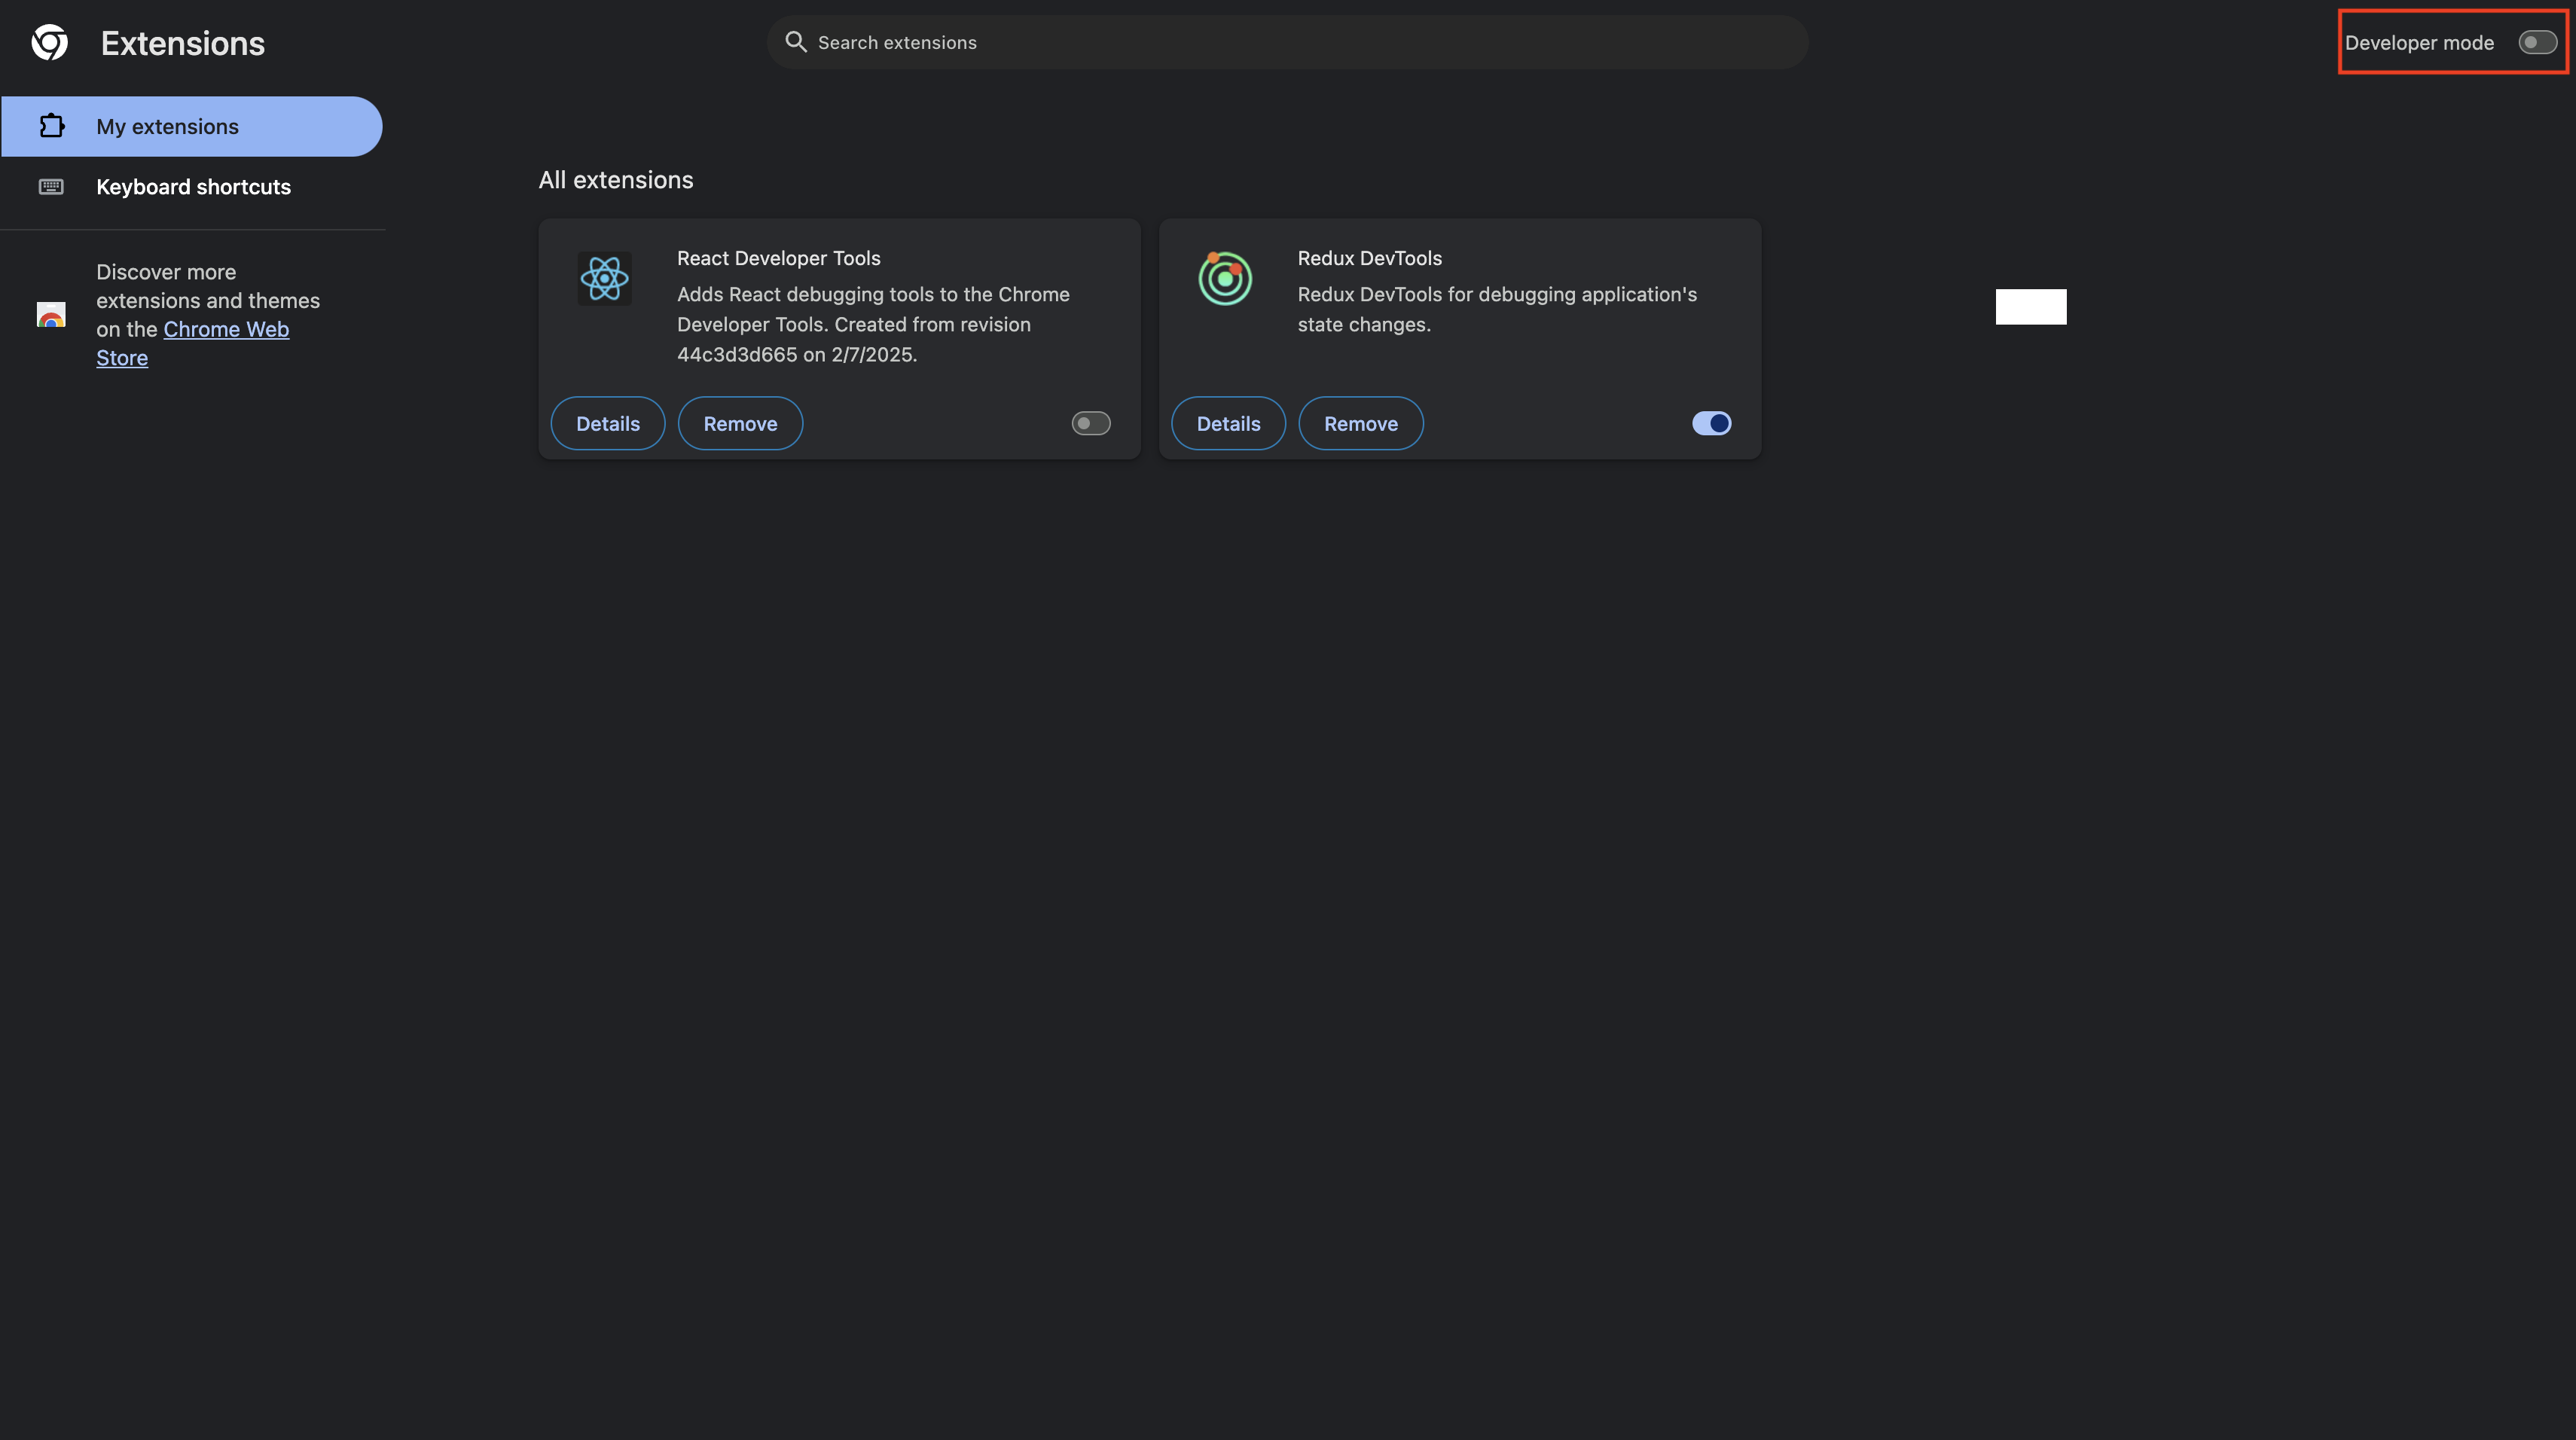 Extensions
Search extensions
Developer mode
My extensions
Keyboard shortcuts
Discover more
extensions and themes
on the Chrome Web
Store
All extensions
React Developer Tools
Adds React debugging tools to the Chrome
Developer Tools. Created from revision
44c3d3d665 on 2/7/2025.
Details
Remove
Redux DevTools
Redux DevTools for debugging application's
state changes.
Details
Remove